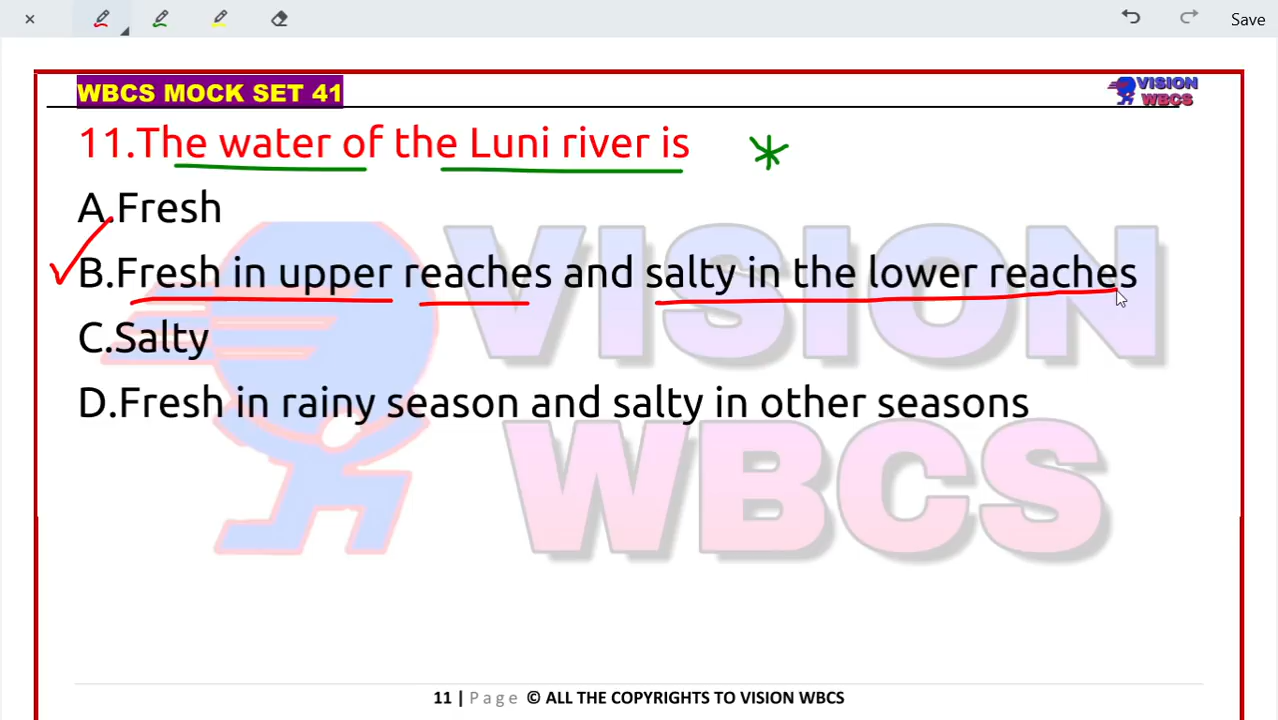 Save
WBCS MOCK SET 41
VISION
WBCS
11.The water of the Luni river is
A.Fresh
B.Fresh in upper reaches and salty in the lower reaches
C.Salty
D.Fresh in rainy season and salty in other seasons
VISION
WBCS
11 | Page © ALL THE COPYRIGHTS TO VISION WBCS